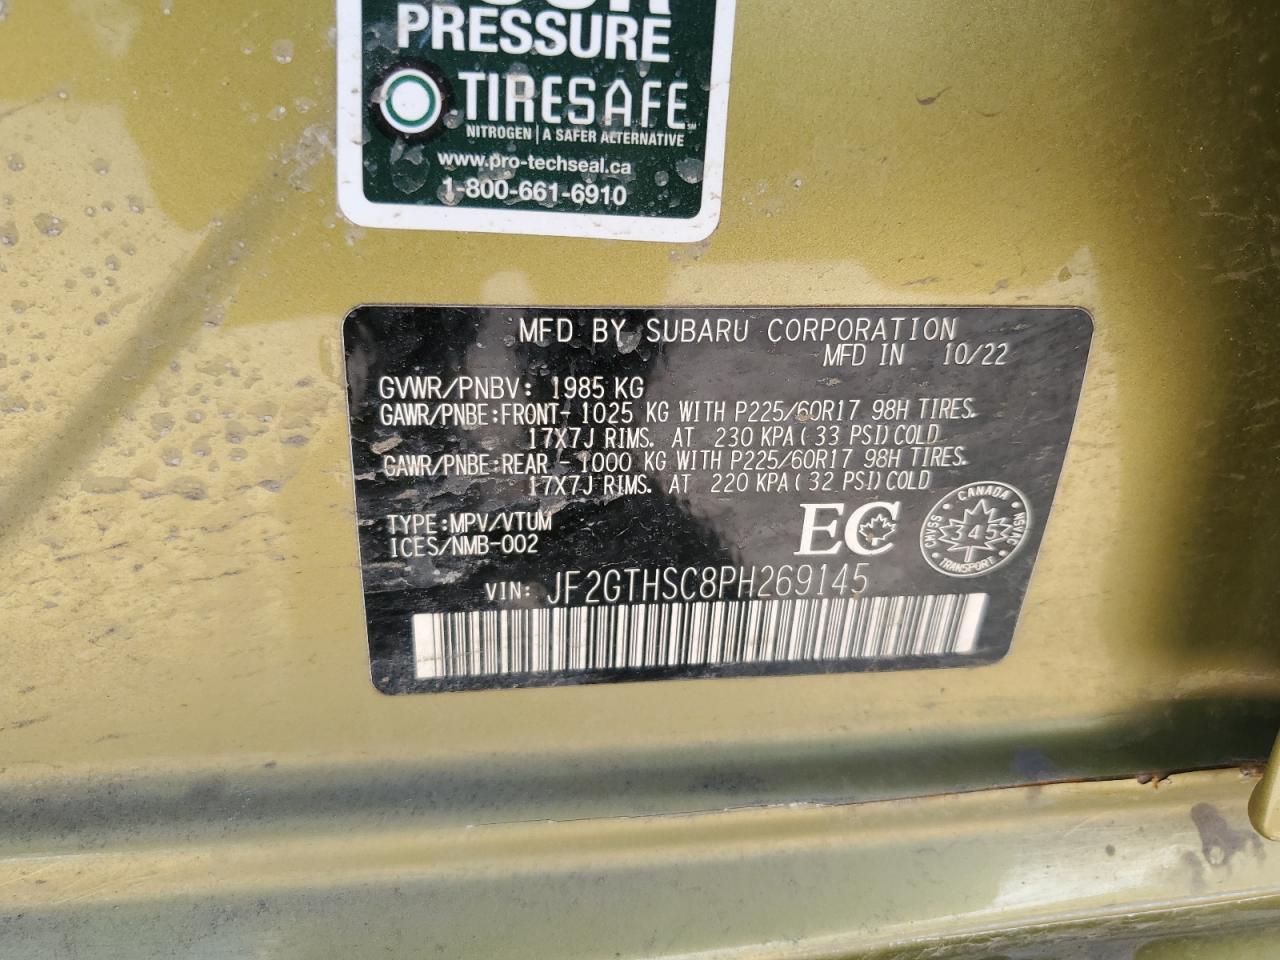 PRESSURE
TIRESAFE
NITROGEN | A SAFER ALTERNATIVE
www.pro-techseal.ca
1-800-661-6910
MFD BY SUBARU CORPORATION
MFD IN 10/22
GVWR/PNBV: 1985 KG
GAWR/PNBE:FRONT- 1025 KG WITH P225/60R17 98H TIRES.
17X7J RIMS. AT 230 KPA(33 PSI)COLD
GAWR/PNBE:REAR - 1000 KG WITH P225/60R17 98H TIRES.
17X7J RIMS. AT 220 KPA(32 PSI)COLD
TYPE:MPV/VTUM
ICES/NMB-002
EC
CANADA
CMVSS 345 NSVAC
TRANSPORT
VIN: JF2GTHSC8PH269145